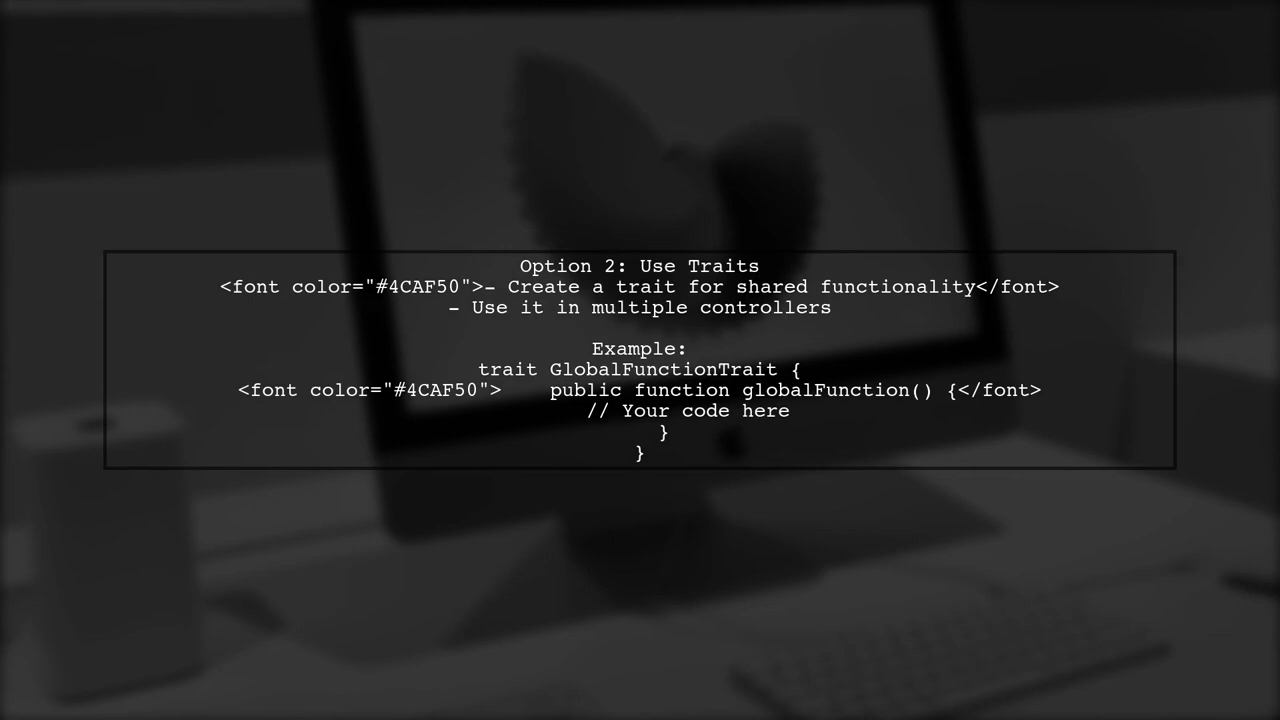 Option 2: Use Traits
<font color="#4CAF50">– Create a trait for shared functionality</font>
– Use it in multiple controllers
Example:
trait GlobalFunctionTrait {
<font color="#4CAF50">    public function globalFunction() {</font>
// Your code here
}
}